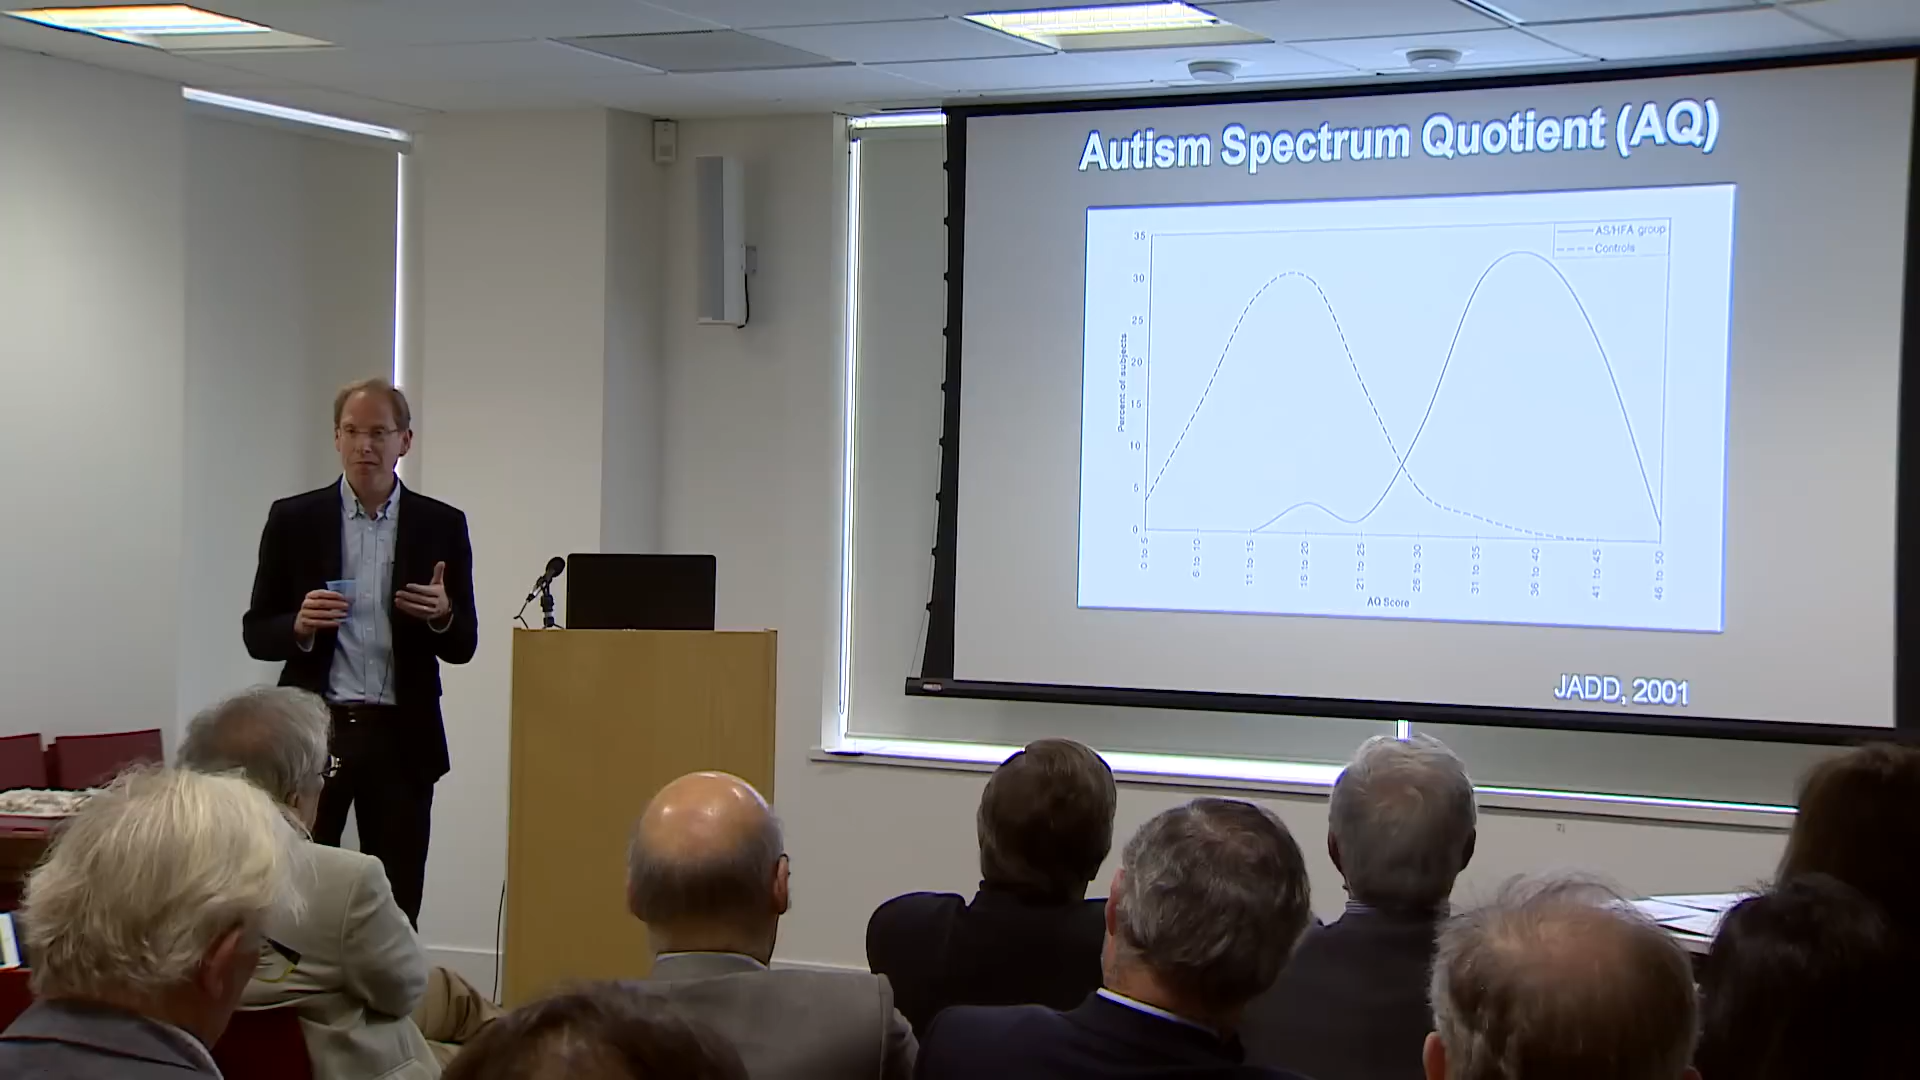 Autism Spectrum Quotient (AQ)
AS/HFA group
Controls
35
30
25
20
15
10
5
0
Percent of subjects
0 to 5
6 to 10
11 to 15
16 to 20
21 to 25
26 to 30
31 to 35
36 to 40
41 to 45
46 to 50
AQ Score
JADD, 2001